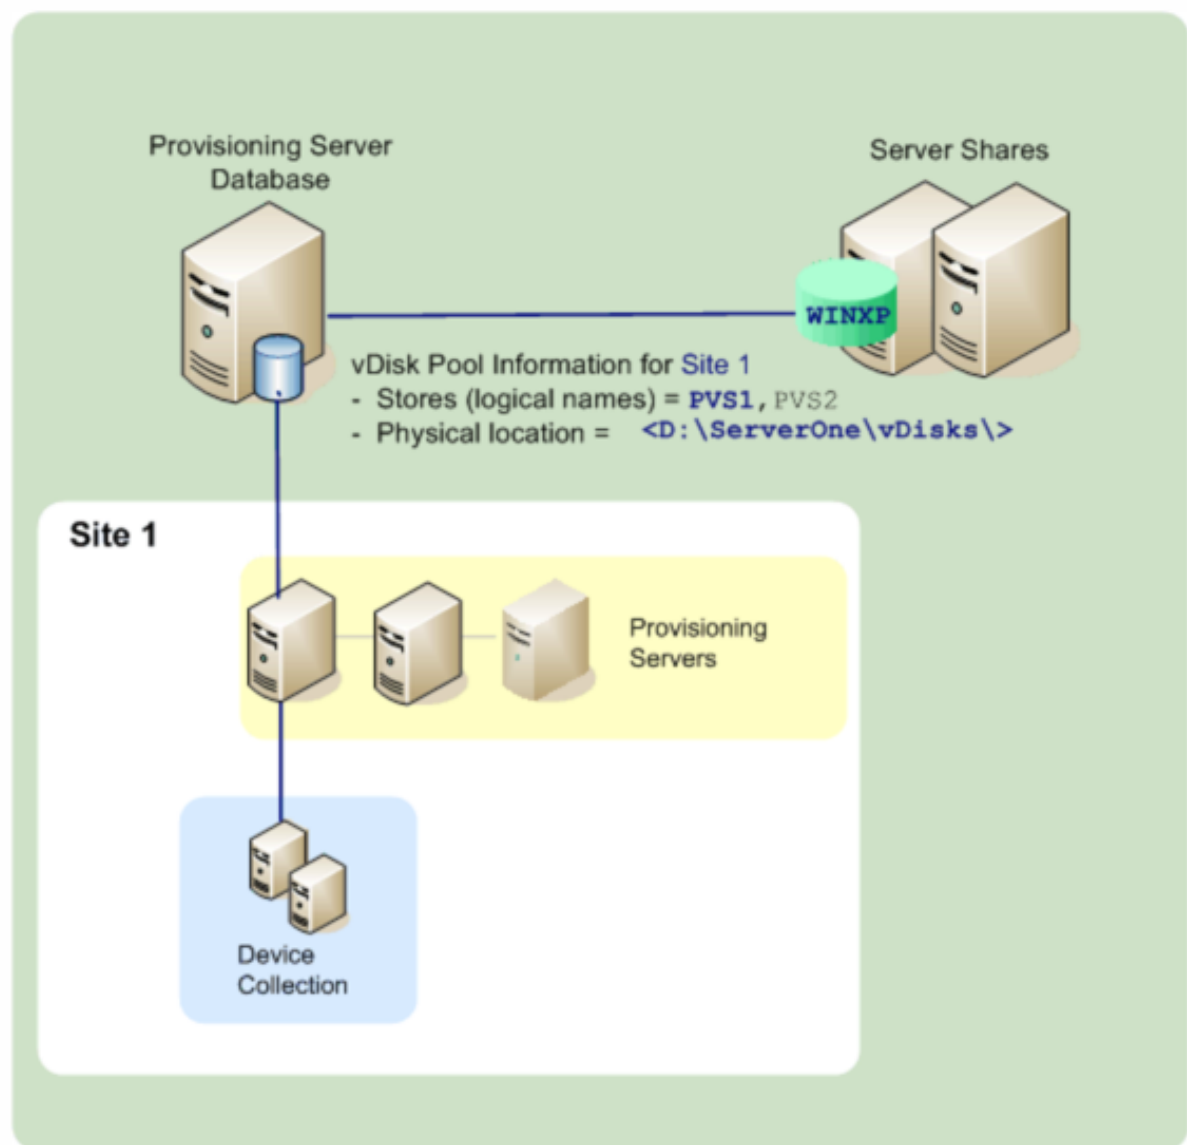 Provisioning Server
Database
Server Shares
WINXP
vDisk Pool Information for Site 1
- Stores (logical names) = PVS1, PVS2
- Physical location = <D:\ServerOne\vDisks\>
Site 1
Provisioning
Servers
Device
Collection